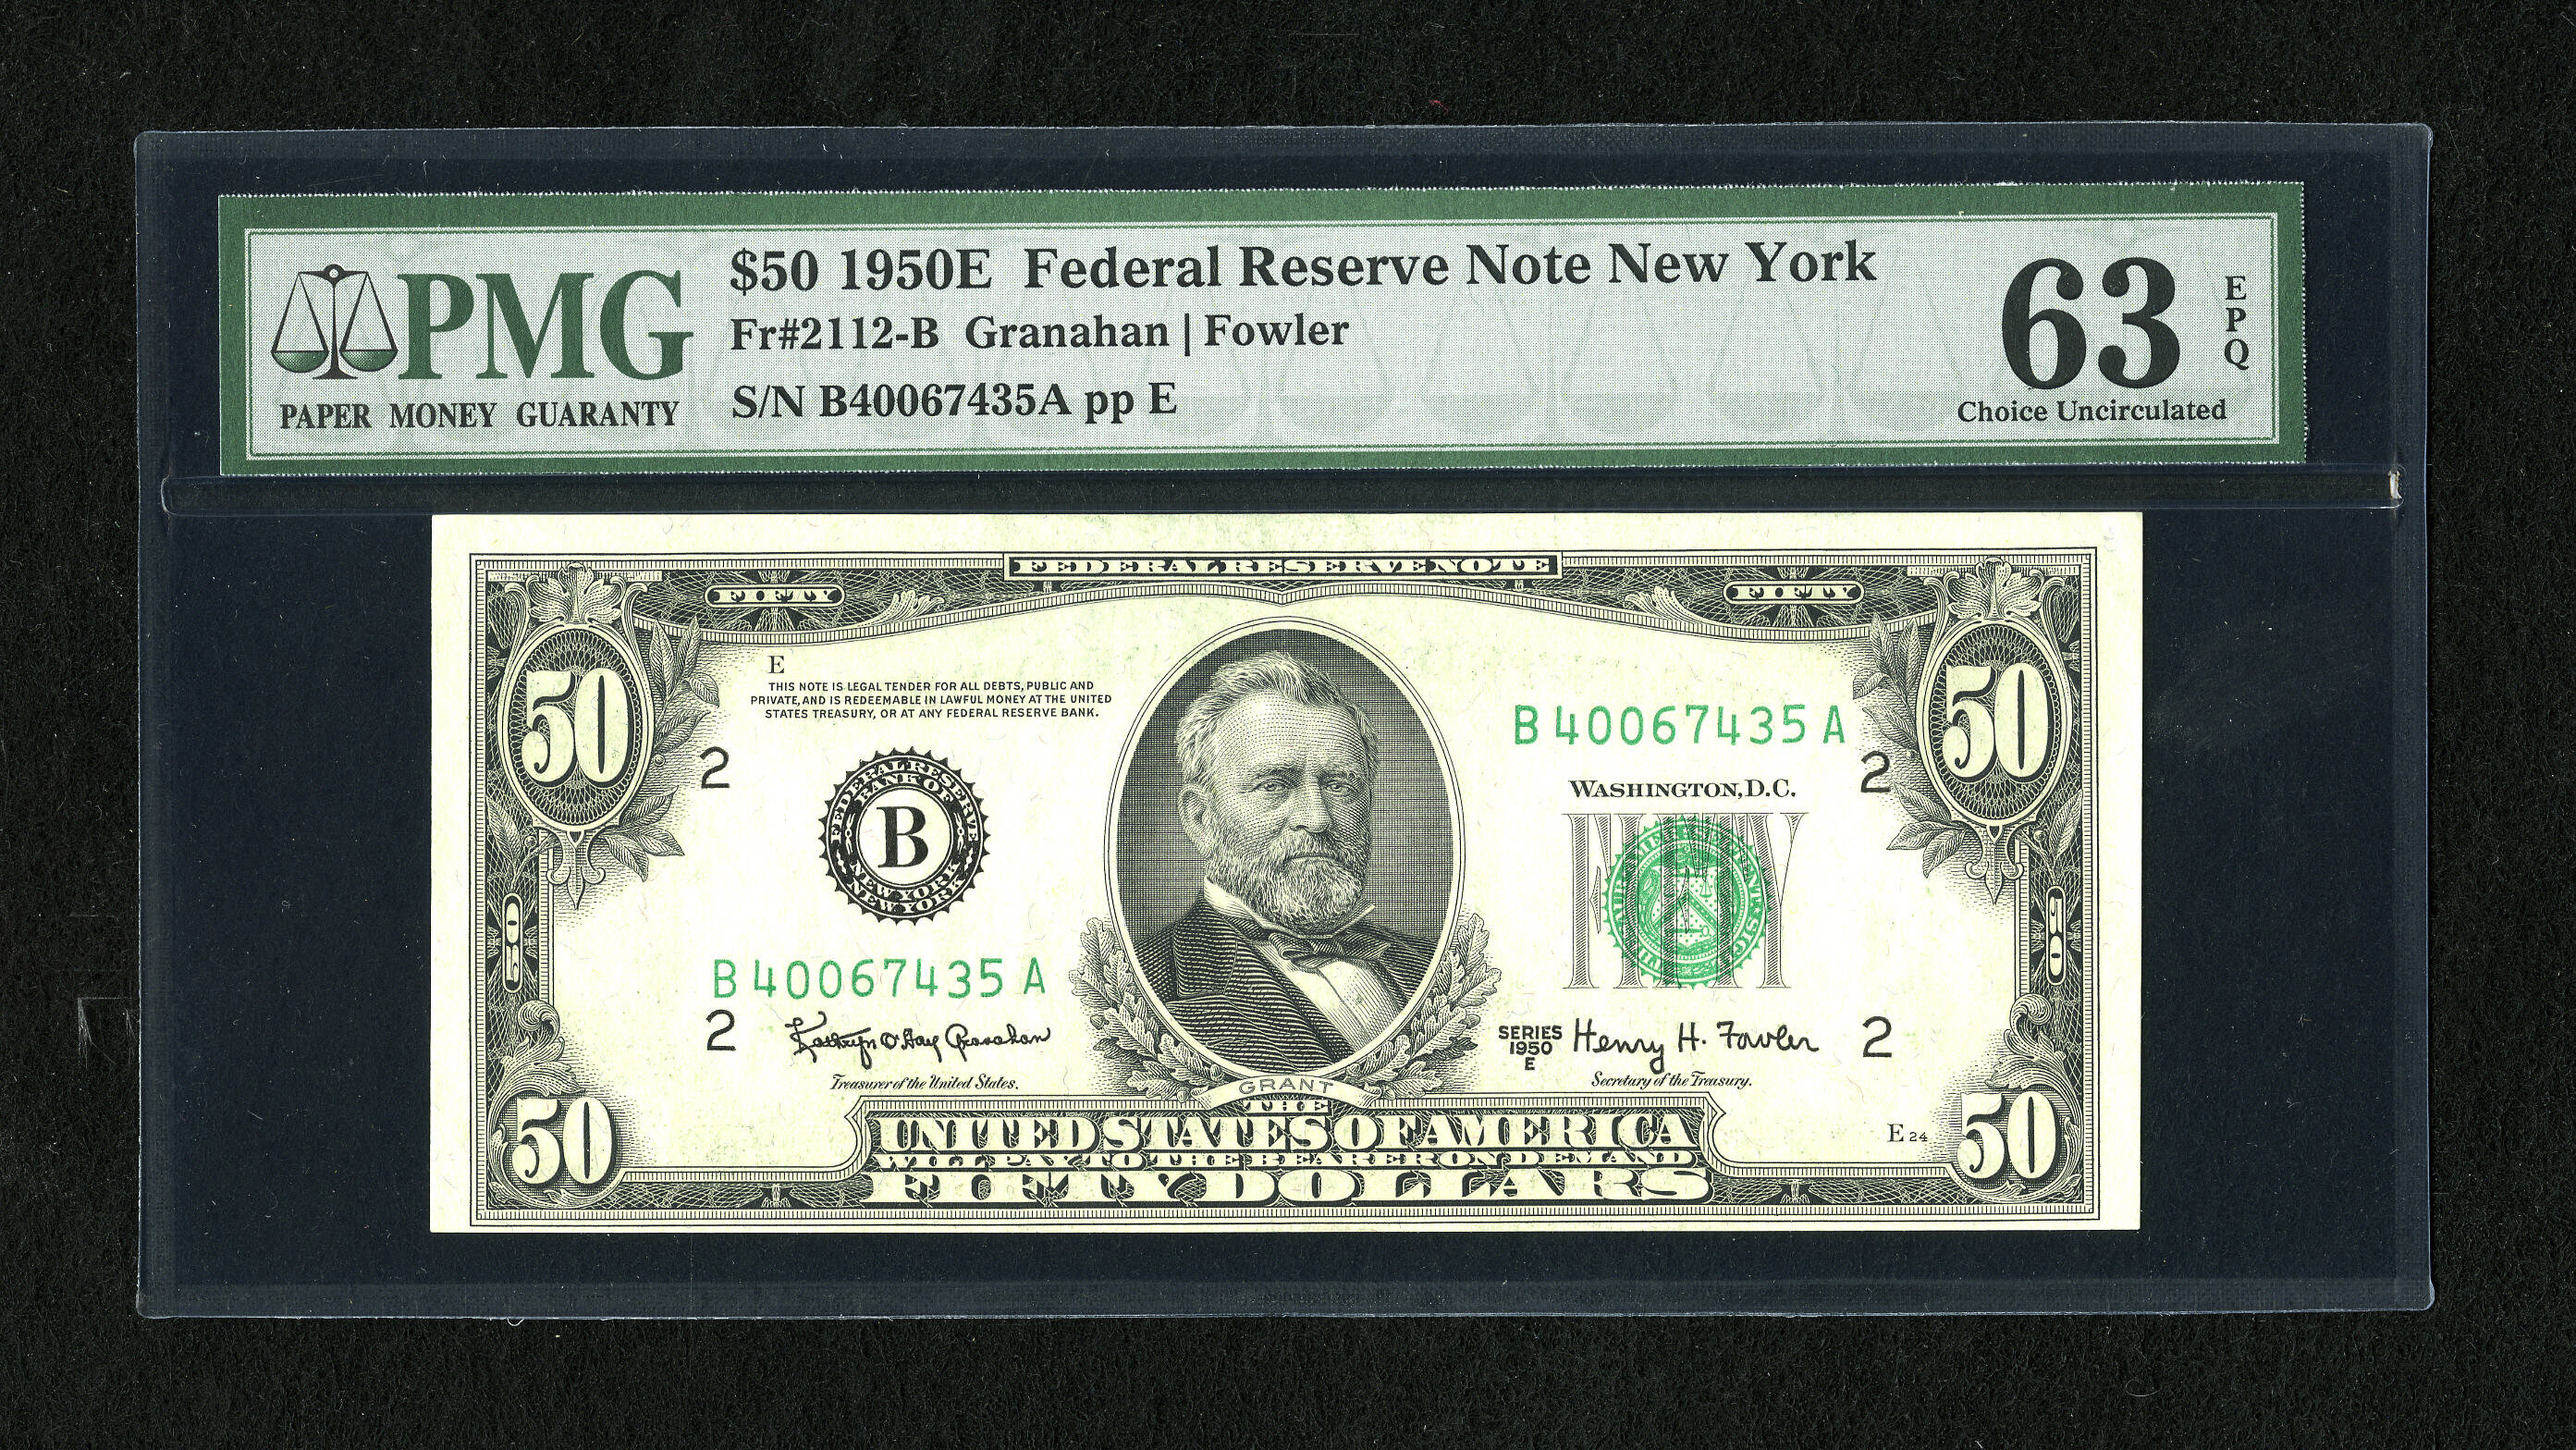 PMG
PAPER MONEY GUARANTY
$50 1950E Federal Reserve Note New York
Fr#2112-B Granahan | Fowler
S/N B40067435A pp E
63
EPQ
Choice Uncirculated
FEDERAL RESERVE NOTE
FIFTY
FIFTY
50
50
E
THIS NOTE IS LEGAL TENDER FOR ALL DEBTS, PUBLIC AND
PRIVATE, AND IS REDEEMABLE IN LAWFUL MONEY AT THE UNITED
STATES TREASURY, OR AT ANY FEDERAL RESERVE BANK.
B 40067435 A
2
2
WASHINGTON, D.C.
FEDERAL RESERVE
BANK OF
B
NEW YORK
NEW YORK
FIFTY
50
50
B 40067435 A
2
Kathryn O'Hay Granahan
Treasurer of the United States.
SERIES
1950
E
Henry H. Fowler
Secretary of the Treasury.
2
GRANT
THE
UNITED STATES OF AMERICA
WILL PAY TO THE BEARER ON DEMAND
FIFTY DOLLARS
50
E 24
50